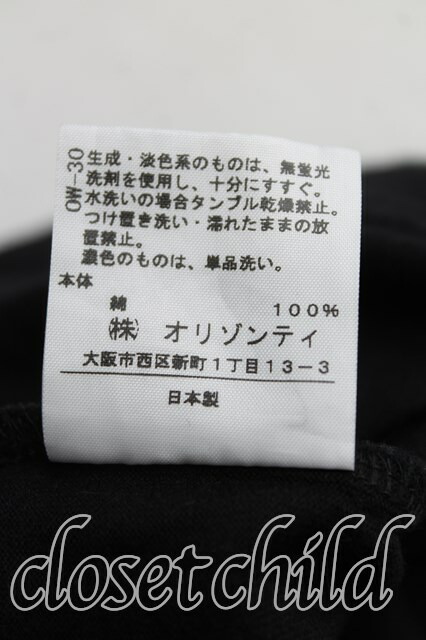 OW-30
生成・淡色系のものは、無蛍光
洗剤を使用し、十分にすすぐ。
水洗いの場合タンブル乾燥禁止。
つけ置き洗い・濡れたままの放
置禁止。
濃色のものは、単品洗い。
本体
綿 100%
㈱ オリゾンティ
大阪市西区新町1丁目13-3
日本製
closet child